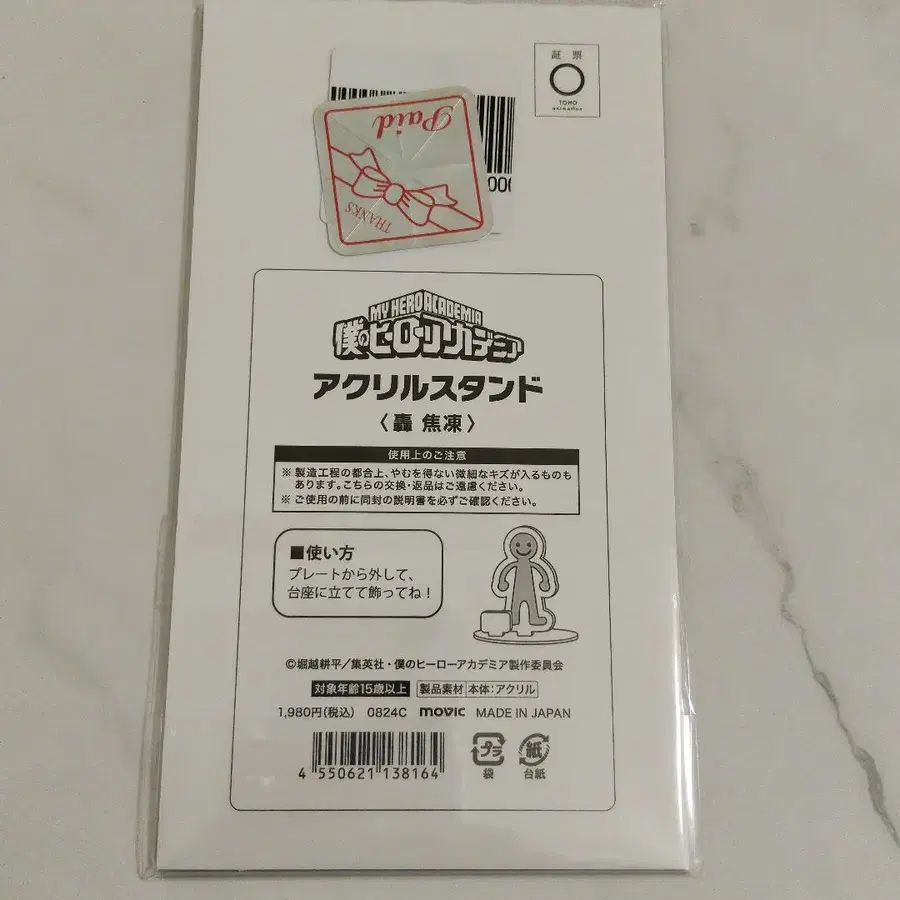 証 票
TOHO
animation
Paid
THANKS
000
MY HERO ACADEMIA
僕のヒーローアカデミア
アクリルスタンド
〈轟 焦凍〉
使用上のご注意
※ 製造工程の都合上、やむを得ない微細なキズが入るものも
あります。こちらの交換・返品はご遠慮ください。
※ ご使用の前に同封の説明書を必ずご確認ください。
■使い方
プレートから外して、
台座に立てて飾ってね!
©堀越耕平/集英社・僕のヒーローアカデミア製作委員会
対象年齢15歳以上 製品素材 本体:アクリル
1,980円(税込) 0824C movic MADE IN JAPAN
4 550621 138164
プラ 紙
袋 台紙